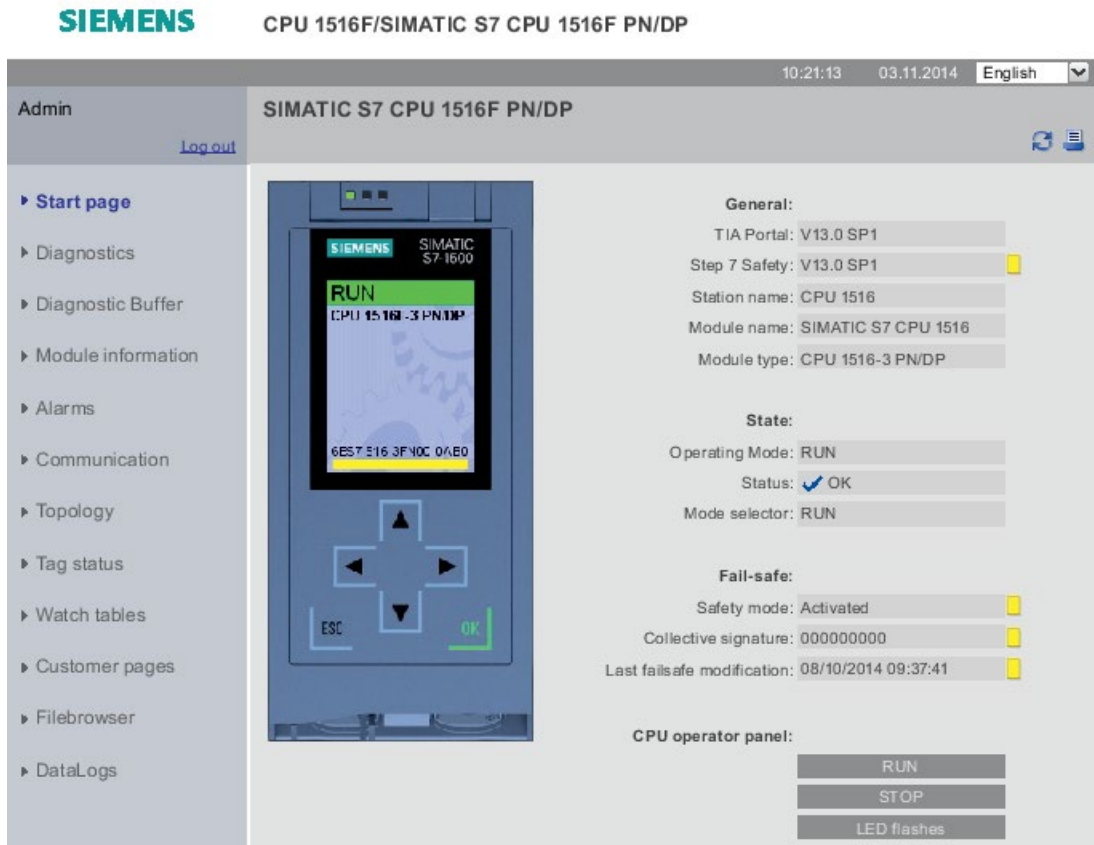 SIEMENS
CPU 1516F/SIMATIC S7 CPU 1516F PN/DP
10:21:13 03.11.2014 English
Admin
Log out
SIMATIC S7 CPU 1516F PN/DP
Start page
Diagnostics
Diagnostic Buffer
Module information
Alarms
Communication
Topology
Tag status
Watch tables
Customer pages
Filebrowser
DataLogs
SIEMENS
SIMATIC
S7-1500
RUN
CPU 1516F-3 PN/DP
ESC
OK
General:
TIA Portal: V13.0 SP1
Step 7 Safety: V13.0 SP1
Station name: CPU 1516
Module name: SIMATIC S7 CPU 1516
Module type: CPU 1516-3 PN/DP
State:
Operating Mode: RUN
Status: OK
Mode selector: RUN
Fail-safe:
Safety mode: Activated
Collective signature: 000000000
Last failsafe modification: 08/10/2014 09:37:41
CPU operator panel:
RUN
STOP
LED flashes